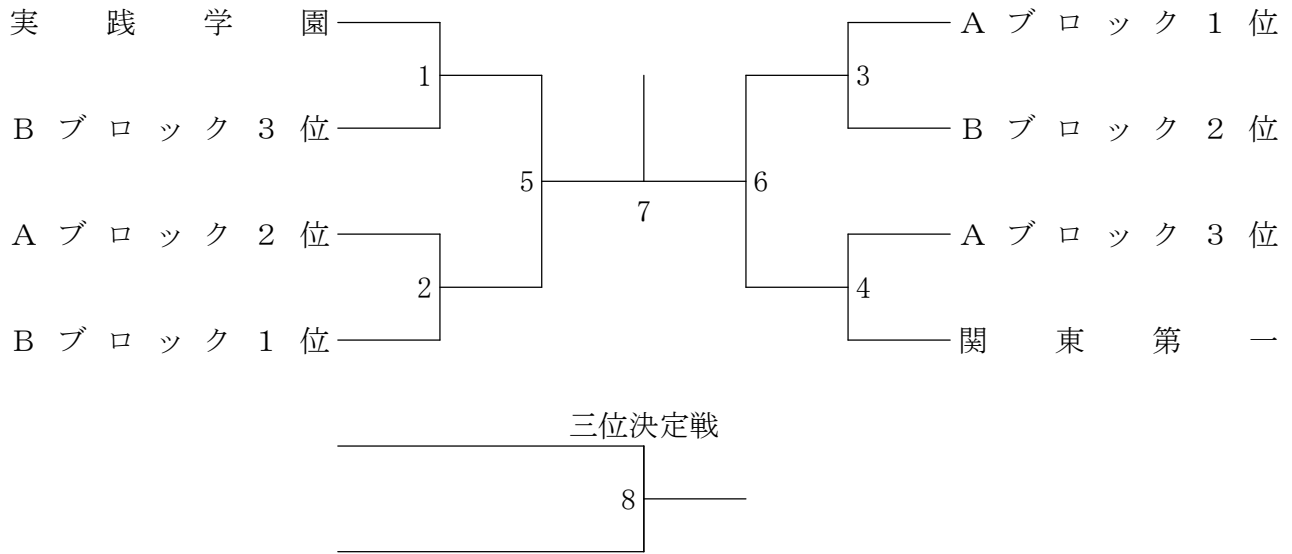 実践学園
Bブロック3位
Aブロック2位
Bブロック1位
1
2
5
7
6
3
4
Aブロック1位
Bブロック2位
Aブロック3位
関東第一
三位決定戦
8